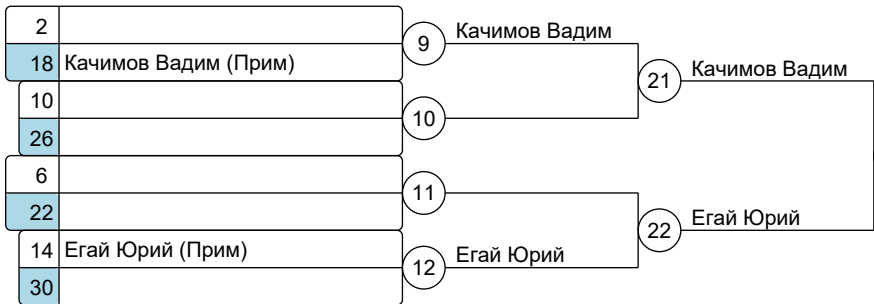 2
18 Качимов Вадим (Прим)
9 Качимов Вадим
10
26
10
21 Качимов Вадим
6
22
11
14 Егай Юрий (Прим)
30
12 Егай Юрий
22 Егай Юрий